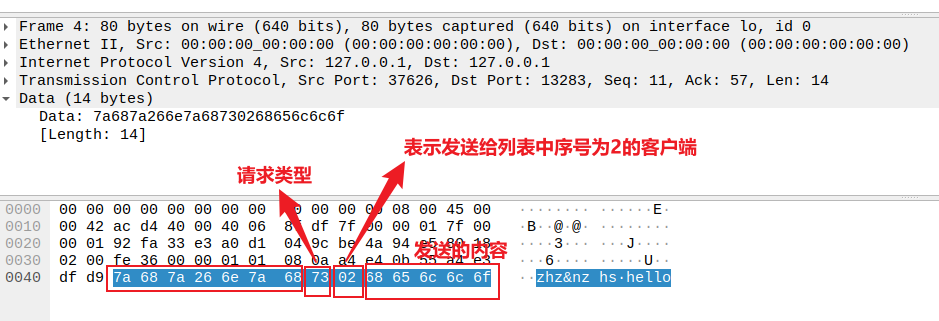 Frame 4: 80 bytes on wire (640 bits), 80 bytes captured (640 bits) on interface lo, id 0
Ethernet II, Src: 00:00:00_00:00:00 (00:00:00:00:00:00), Dst: 00:00:00_00:00:00 (00:00:00:00:00:00)
Internet Protocol Version 4, Src: 127.0.0.1, Dst: 127.0.0.1
Transmission Control Protocol, Src Port: 37626, Dst Port: 13283, Seq: 11, Ack: 57, Len: 14
Data (14 bytes)
Data: 7a687a266e7a68730268656c6c6f
[Length: 14]
表示发送给列表中序号为2的客户端
请求类型
0000 00 00 00 00 00 00 00 00 00 00 00 00 08 00 45 00 ········ ······E·
0010 00 42 ac d4 40 00 40 06 8f df 7f 00 00 01 7f 00 ·B··@·@· ········
0020 00 01 92 fa 33 e3 a0 d1 04 9c be 4a 94 e5 80 18 ····3··· ···J····
发送的内容
0030 02 00 fe 36 00 00 01 01 08 0a a4 e4 0b 55 a4 e3 ···6···· ·····U··
0040 df d9 7a 68 7a 26 6e 7a 68 73 02 68 65 6c 6c 6f ··zhz&nz hs·hello